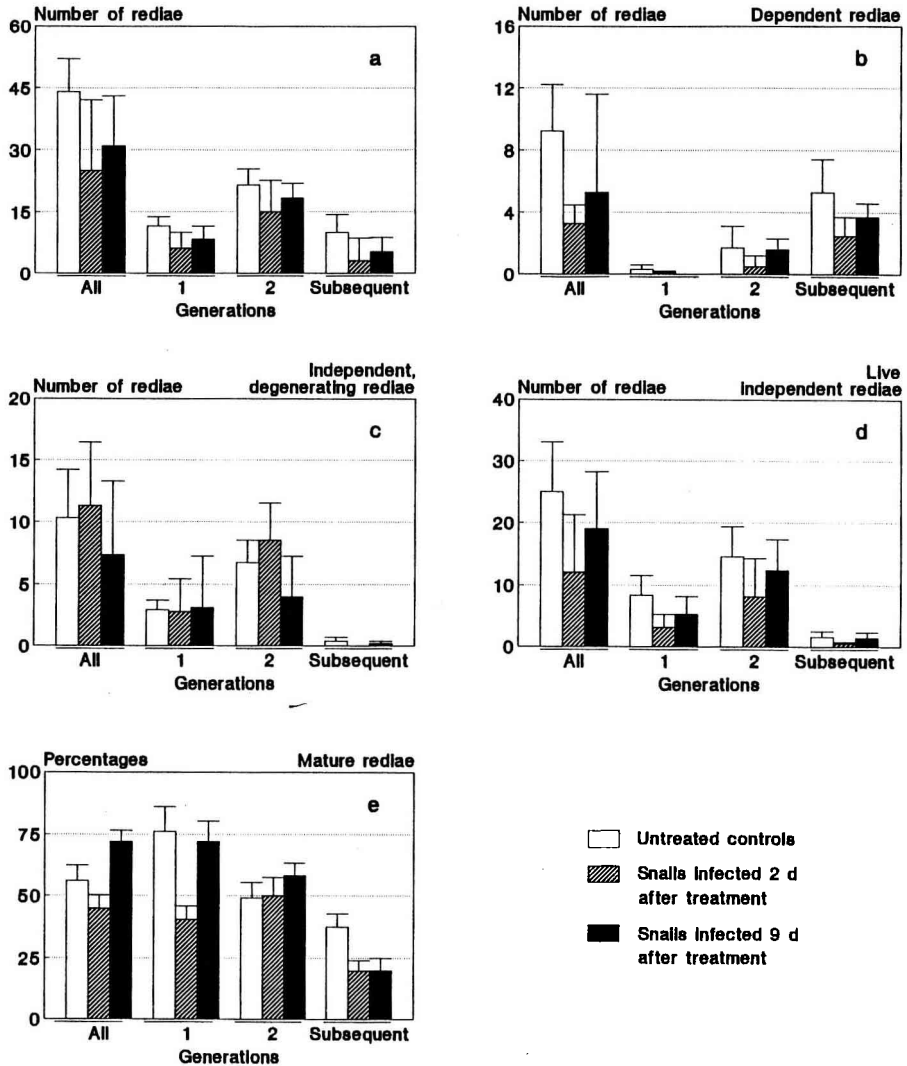 Number of rediae
a
60
45
30
15
0
All 1 2 Subsequent
Generations
Number of rediae Dependent rediae
b
16
12
8
4
0
All 1 2 Subsequent
Generations
Independent,
Number of rediae degenerating rediae
c
20
15
10
5
0
All 1 2 Subsequent
Generations
Live
Number of rediae independent rediae
d
40
30
20
10
0
All 1 2 Subsequent
Generations
Percentages Mature rediae
e
100
75
50
25
0
All 1 2 Subsequent
Generations
Untreated controls
Snails infected 2 d
after treatment
Snails infected 9 d
after treatment